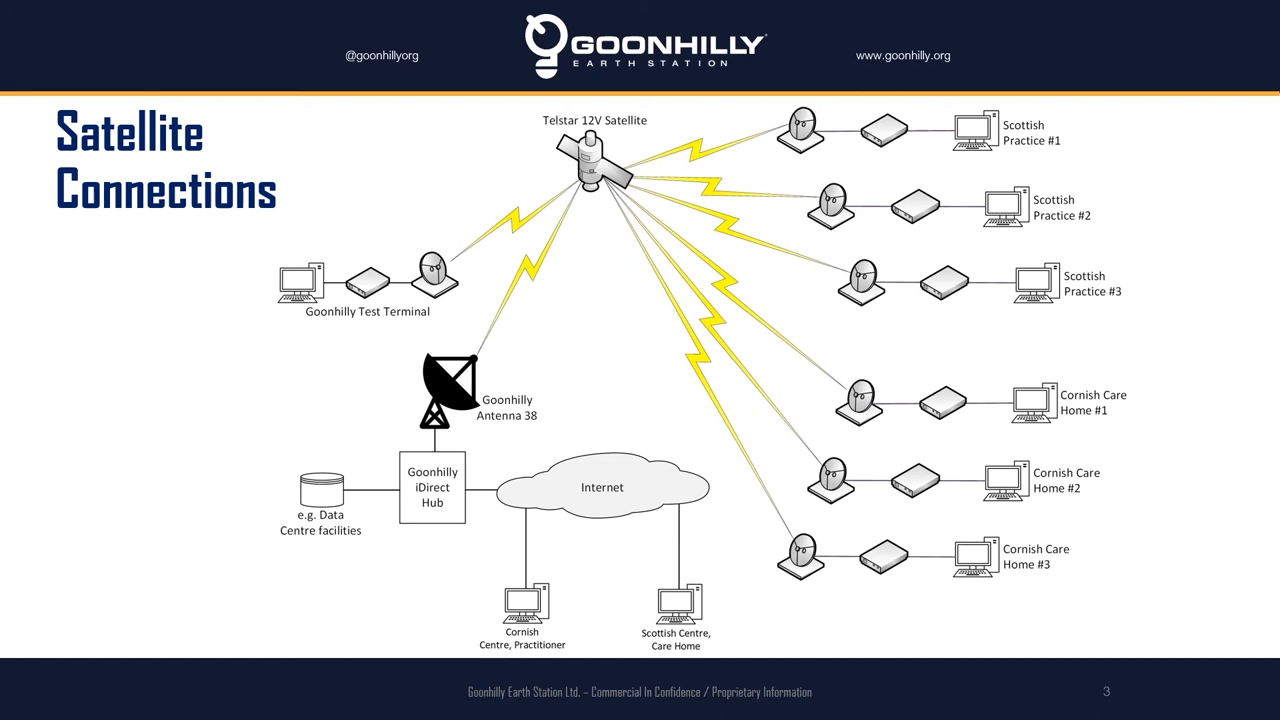 @goonhillyorg
GOONHILLY
EARTH STATION
www.goonhilly.org
Satellite
Connections
Telstar 12V Satellite
Scottish
Practice #1
Scottish
Practice #2
Scottish
Practice #3
Goonhilly Test Terminal
Goonhilly
Antenna 38
Cornish Care
Home #1
Goonhilly
iDirect
Hub
Internet
Cornish Care
Home #2
e.g. Data
Centre facilities
Cornish Care
Home #3
Cornish
Centre, Practitioner
Scottish Centre,
Care Home
Goonhilly Earth Station Ltd. – Commercial In Confidence / Proprietary Information
3